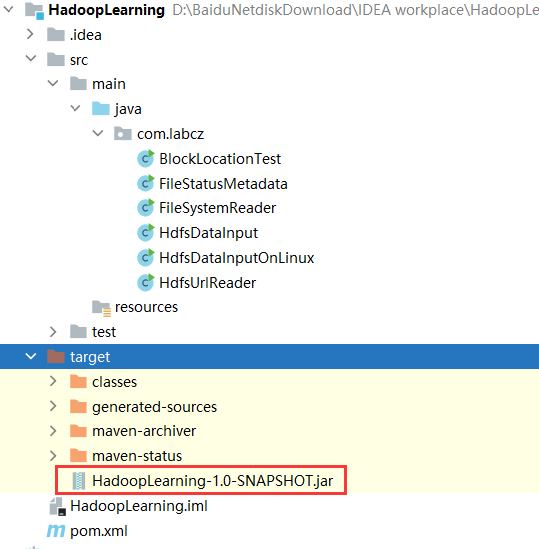 HadoopLearning D:\BaiduNetdiskDownload\IDEA workplace\HadoopLe
.idea
src
main
java
com.labcz
BlockLocationTest
FileStatusMetadata
FileSystemReader
HdfsDataInput
HdfsDataInputOnLinux
HdfsUrlReader
resources
test
target
classes
generated-sources
maven-archiver
maven-status
HadoopLearning-1.0-SNAPSHOT.jar
HadoopLearning.iml
pom.xml